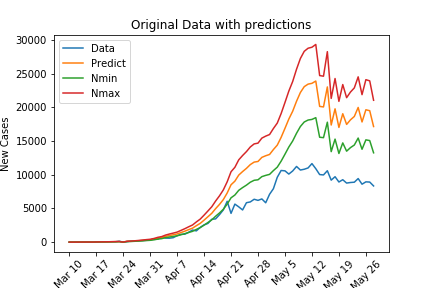 Original Data with predictions
30000
25000
20000
15000
10000
5000
0
New Cases
Data
Predict
Nmin
Nmax
Mar 10
Mar 17
Mar 24
Mar 31
Apr 7
Apr 14
Apr 21
Apr 28
May 5
May 12
May 19
May 26